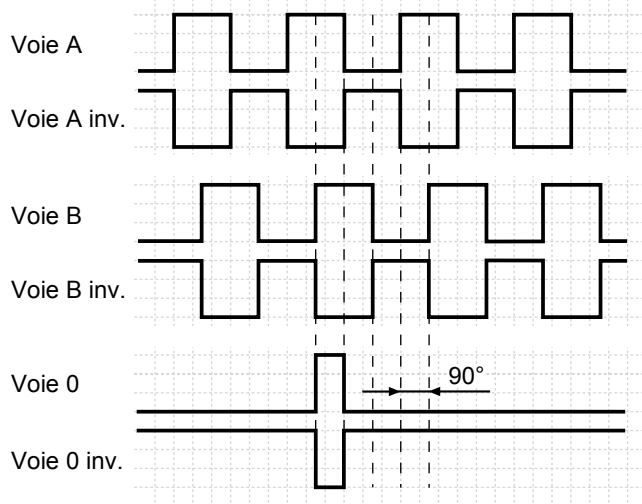 Voie A
Voie A inv.
Voie B
Voie B inv.
Voie 0
90°
Voie 0 inv.